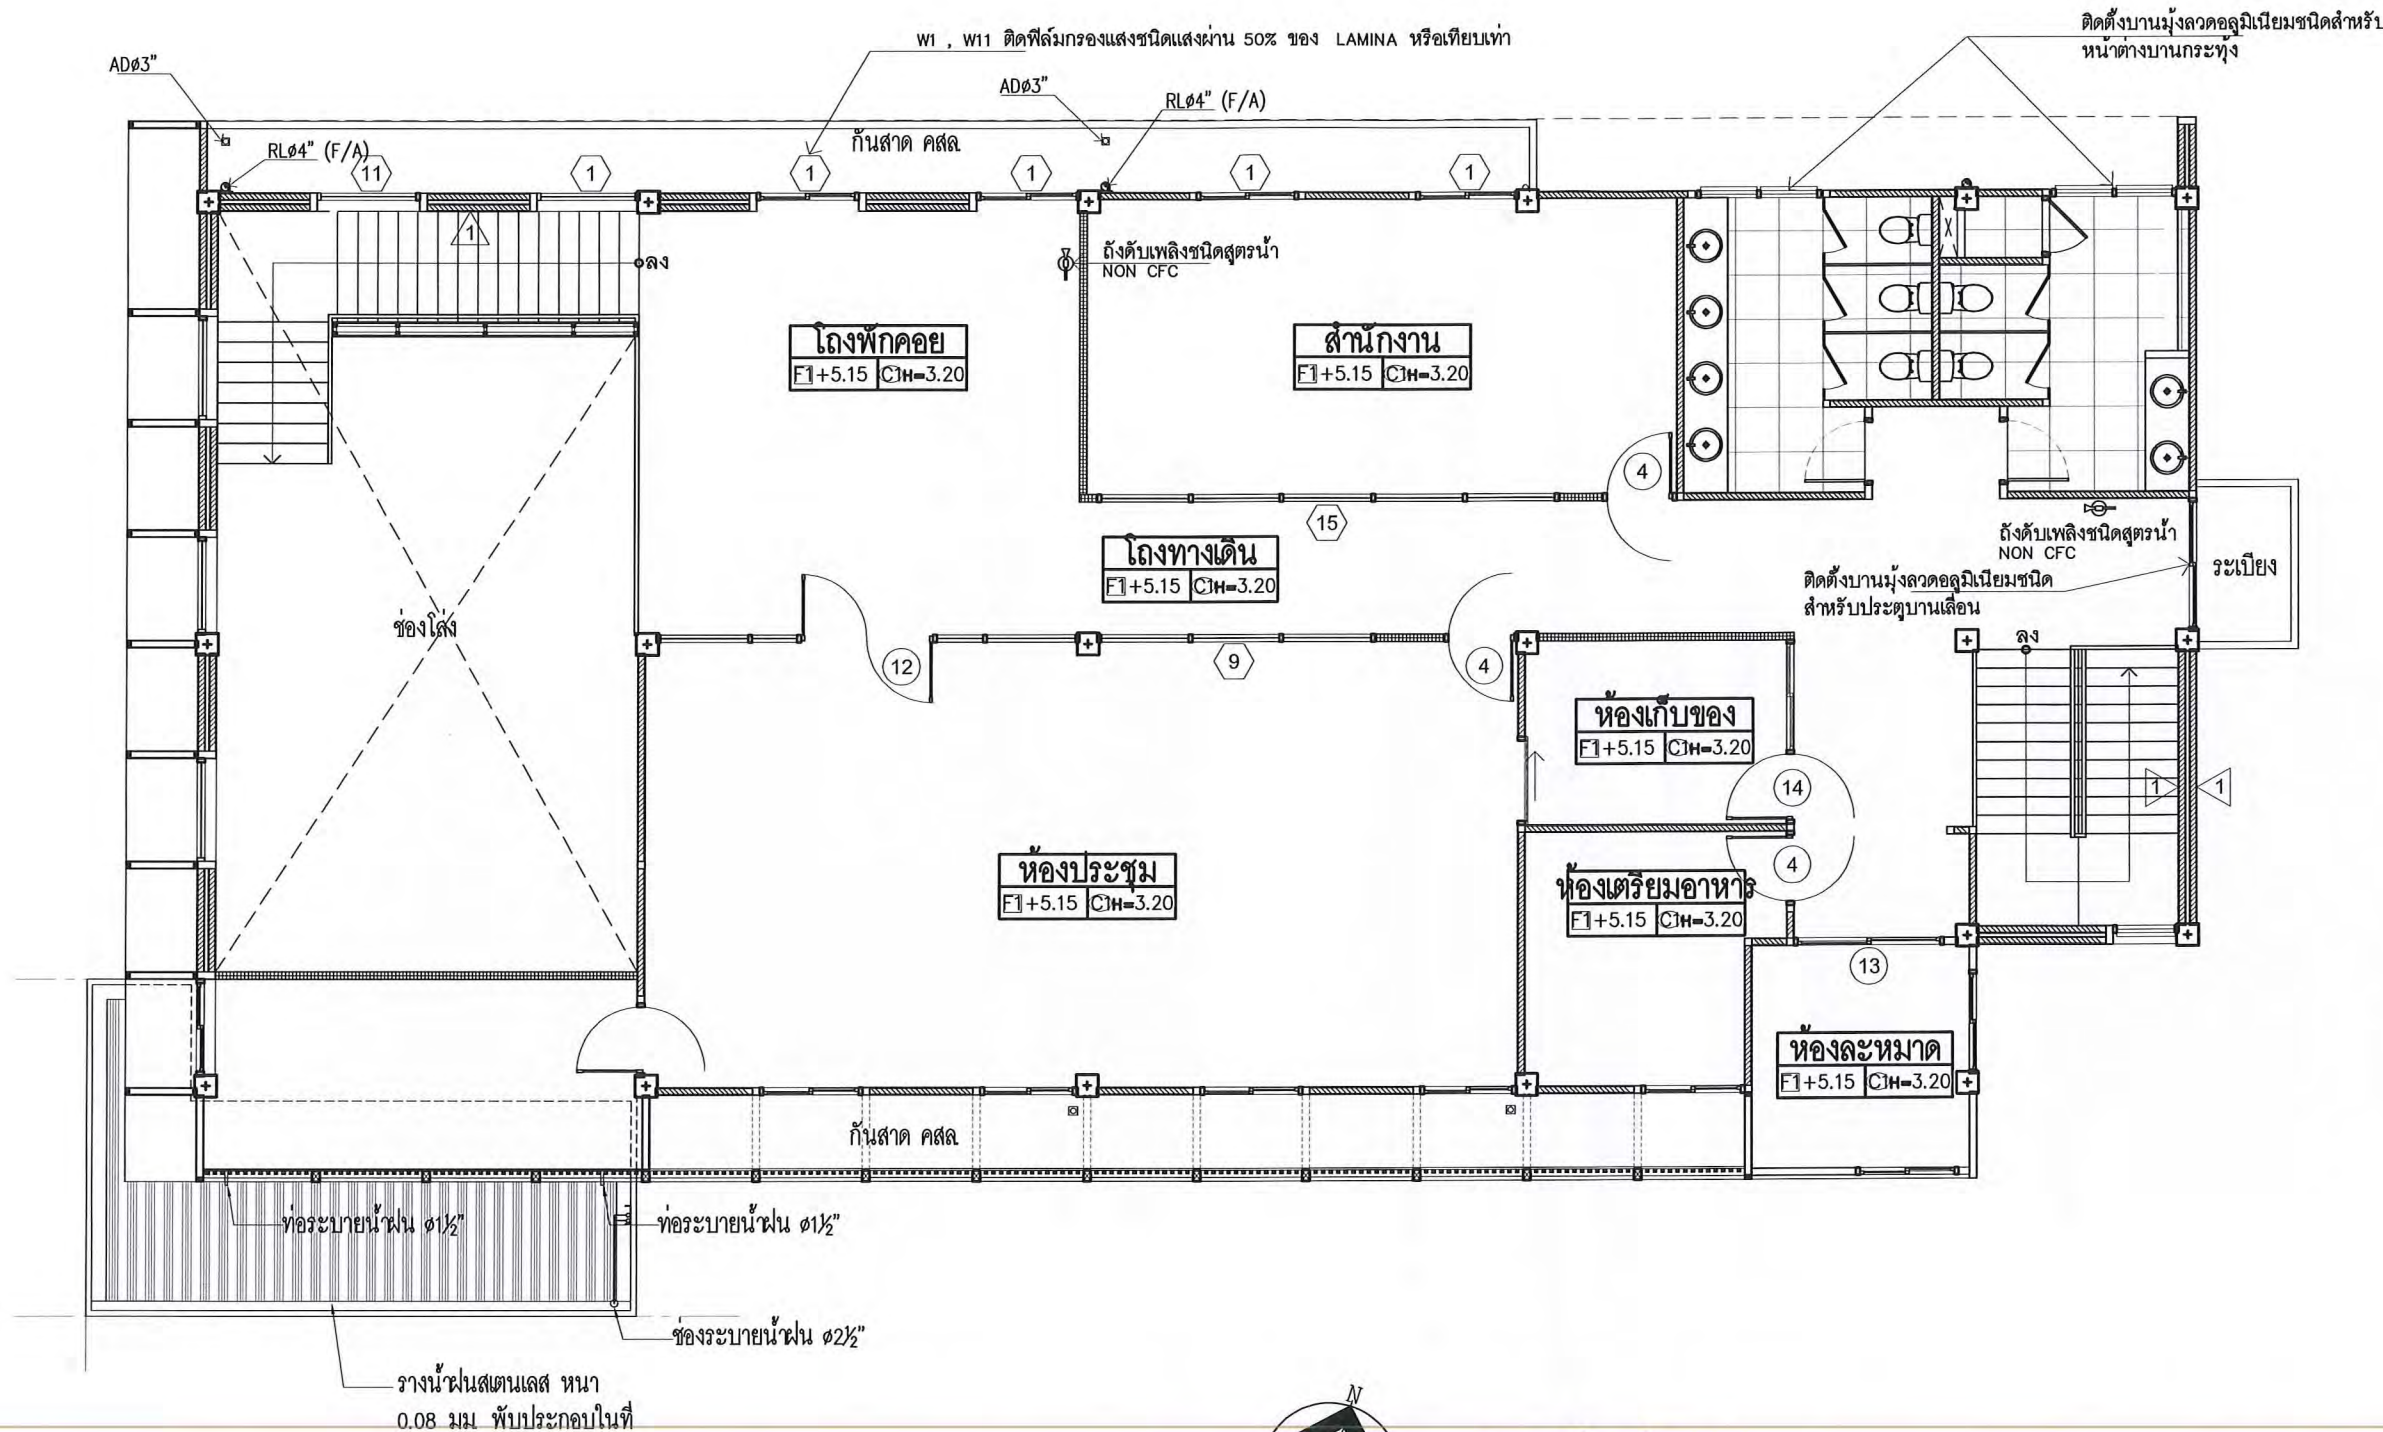 ติดตั้งบานมุ้งลวดอลูมิเนียมชนิดสำหรับ
หน้าต่างบานกระทุ้ง
W1 , W11 ติดฟิล์มกรองแสงชนิดแสงผ่าน 50% ของ LAMINA หรือเทียบเท่า
ADø3"
ADø3"
RLø4" (F/A)
กันสาด คสล.
RLø4" (F/A)
11
1
1
1
1
1
1
ลง
ถังดับเพลิงชนิดสูตรน้ำ
NON CFC
X
โถงพักคอย
F1 +5.15 C1 H=3.20
สำนักงาน
F1 +5.15 C1 H=3.20
4
15
ถังดับเพลิงชนิดสูตรน้ำ
NON CFC
โถงทางเดิน
F1 +5.15 C1 H=3.20
ระเบียง
ติดตั้งบานมุ้งลวดอลูมิเนียมชนิด
สำหรับประตูบานเลื่อน
ช่องโล่ง
ลง
12
9
4
ห้องเก็บของ
F1 +5.15 C1 H=3.20
14
1
1
ห้องประชุม
F1 +5.15 C1 H=3.20
4
ห้องเตรียมอาหาร
F1 +5.15 C1 H=3.20
13
ห้องละหมาด
F1 +5.15 C1 H=3.20
กันสาด คสล.
ท่อระบายน้ำฝน ø1½"
ท่อระบายน้ำฝน ø1½"
ช่องระบายน้ำฝน ø2½"
รางน้ำฝนสแตนเลส หนา
0.08 มม. พับประกอบในที่
N